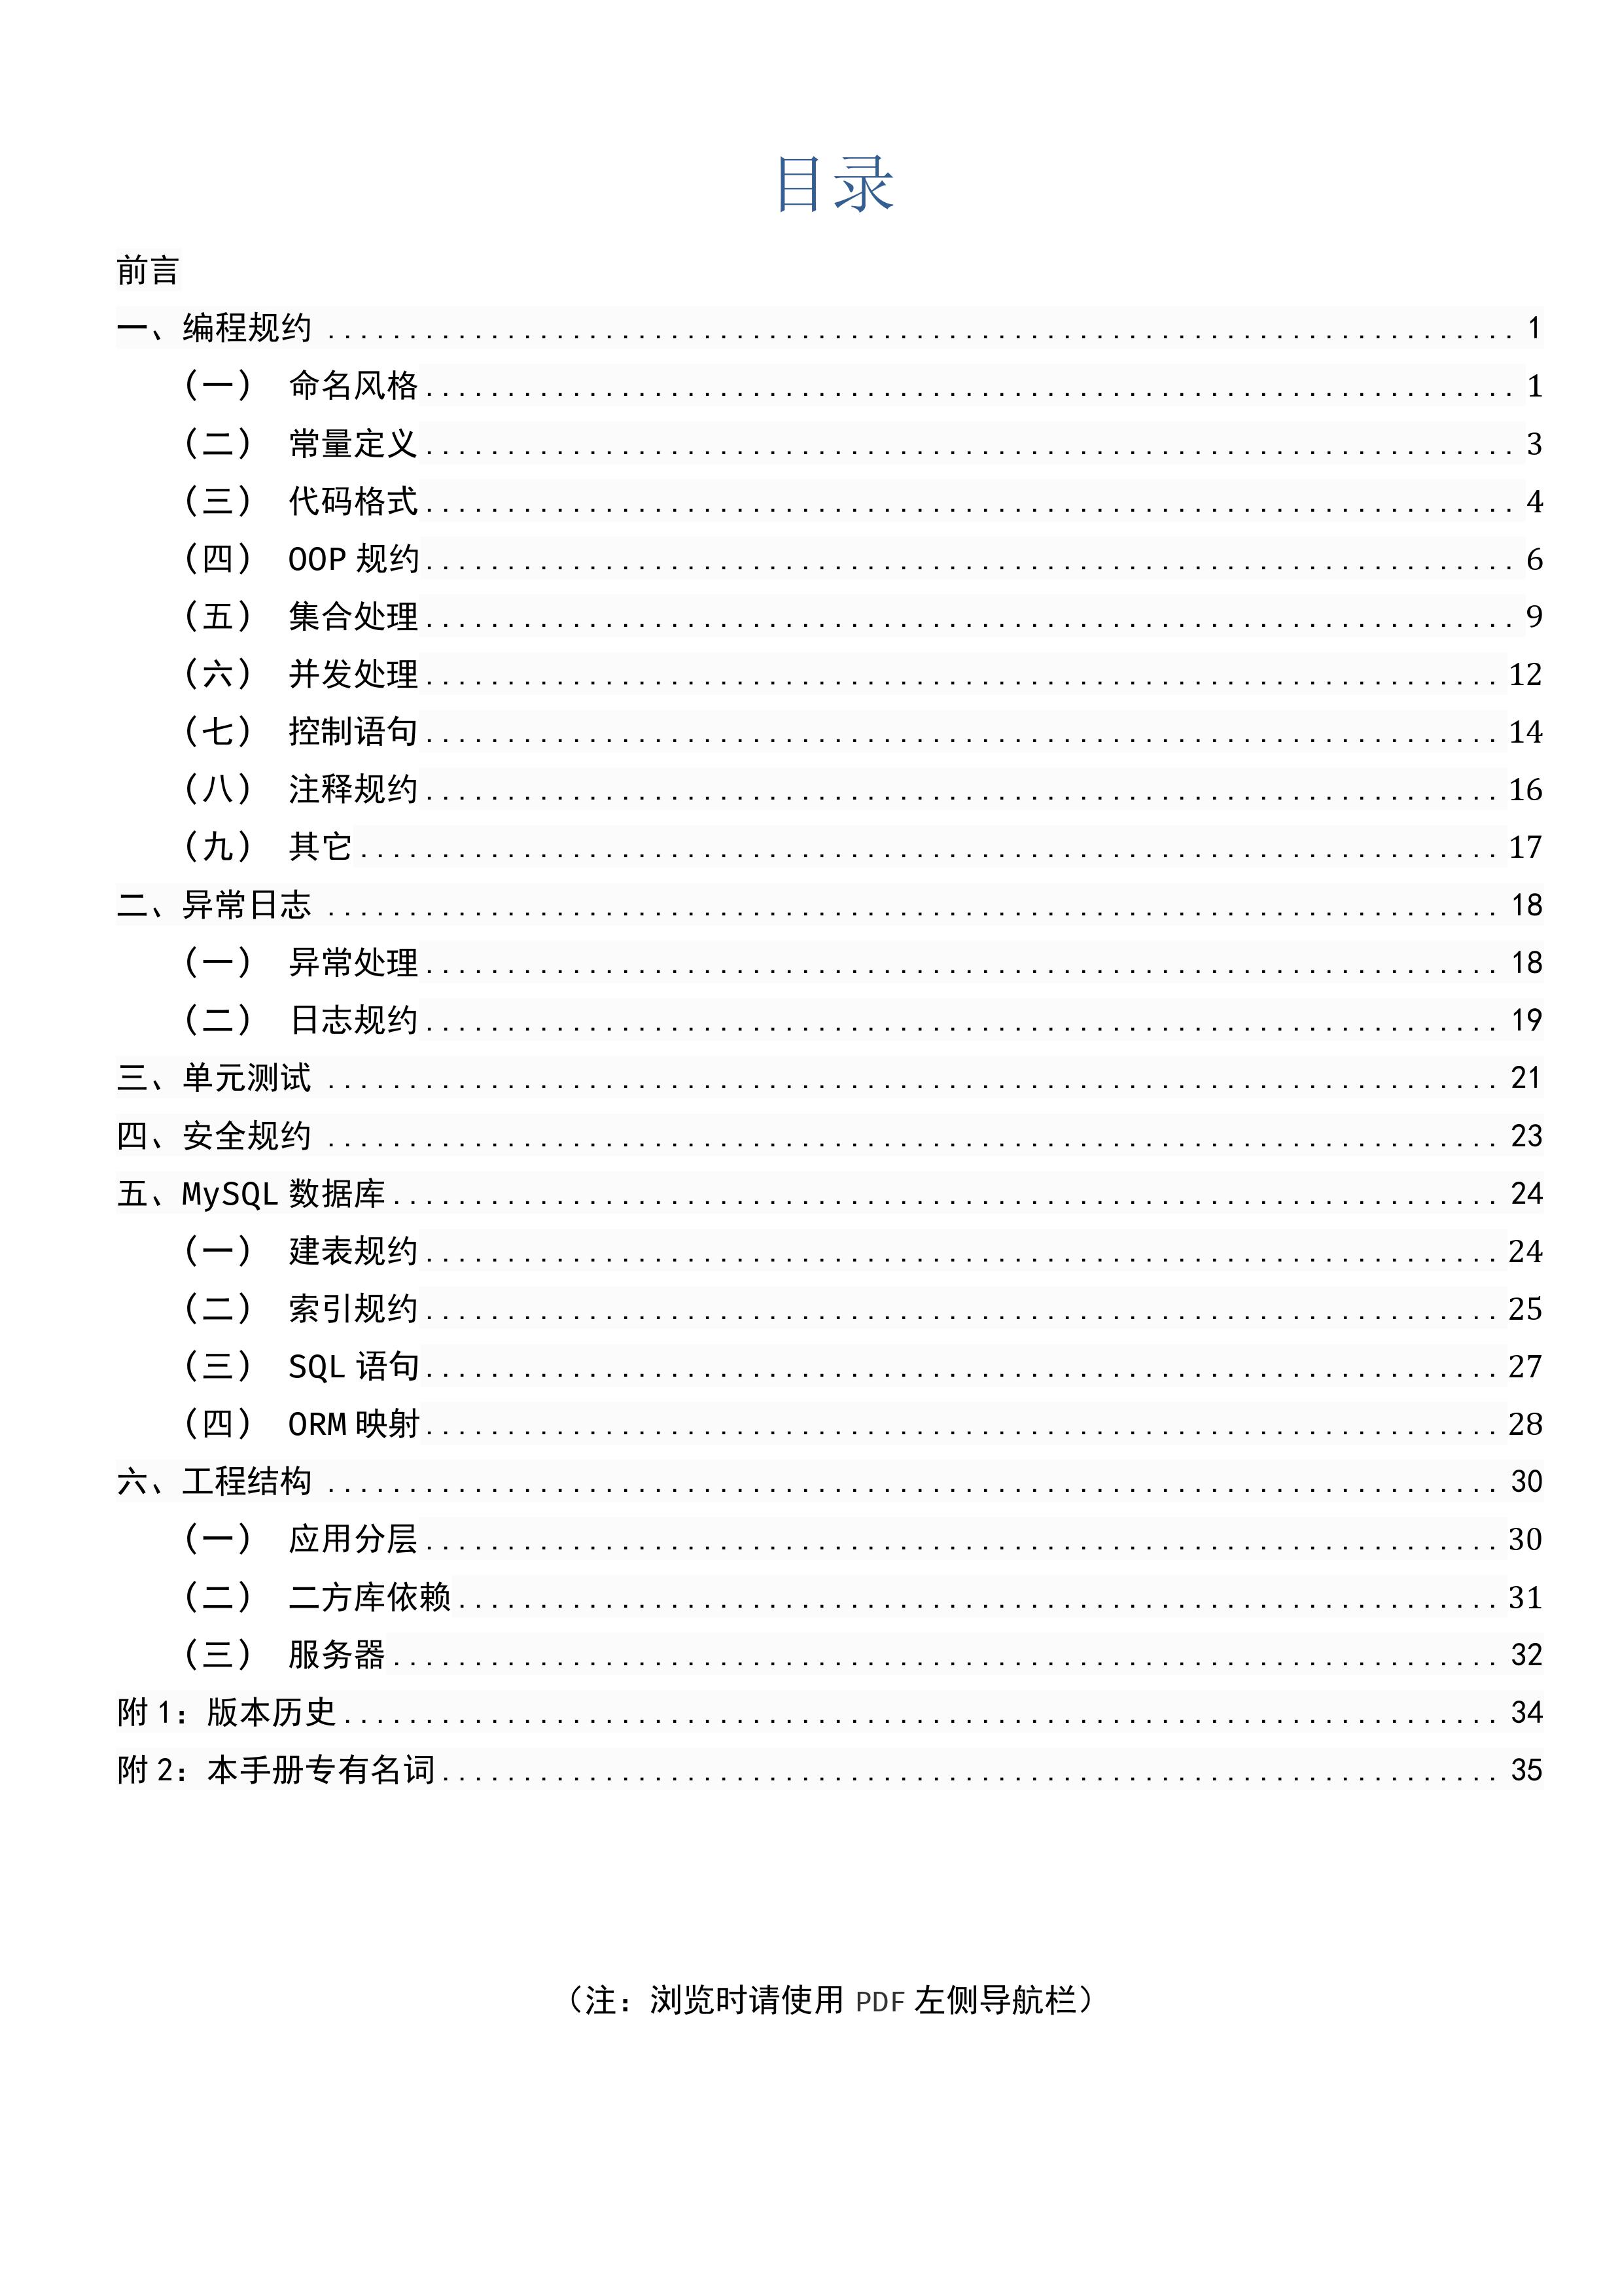 目录
前言
一、编程规约 ........ 1
（一） 命名风格 ........ 1
（二） 常量定义 ........ 3
（三） 代码格式 ........ 4
（四） OOP 规约 ........ 6
（五） 集合处理 ........ 9
（六） 并发处理 ........ 12
（七） 控制语句 ........ 14
（八） 注释规约 ........ 16
（九） 其它 ........ 17
二、异常日志 ........ 18
（一） 异常处理 ........ 18
（二） 日志规约 ........ 19
三、单元测试 ........ 21
四、安全规约 ........ 23
五、MySQL 数据库 ........ 24
（一） 建表规约 ........ 24
（二） 索引规约 ........ 25
（三） SQL 语句 ........ 27
（四） ORM 映射 ........ 28
六、工程结构 ........ 30
（一） 应用分层 ........ 30
（二） 二方库依赖 ........ 31
（三） 服务器 ........ 32
附 1：版本历史 ........ 34
附 2：本手册专有名词 ........ 35
（注：浏览时请使用 PDF 左侧导航栏）